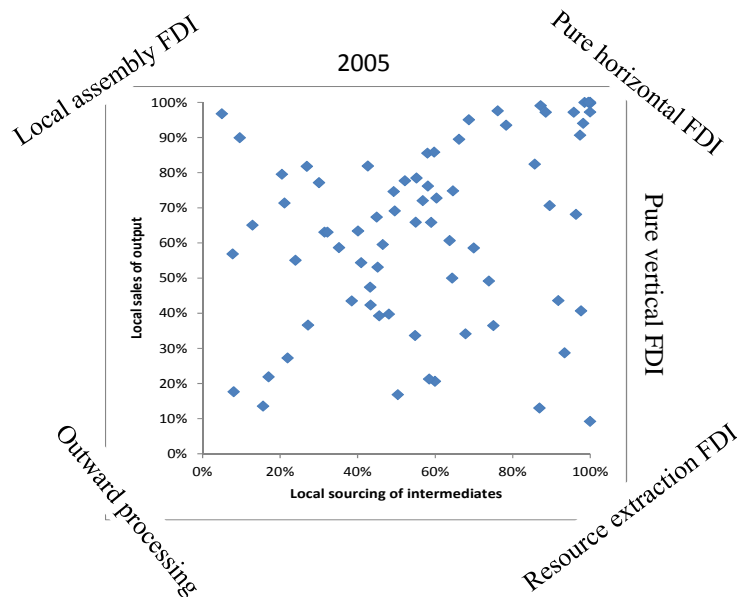 Local assembly FDI
2005
Pure horizontal FDI
100%
90%
80%
70%
60%
50%
40%
30%
20%
10%
0%
Local sales of output
Pure vertical FDI
0% 20% 40% 60% 80% 100%
Local sourcing of intermediates
Outward processing
Resource extraction FDI